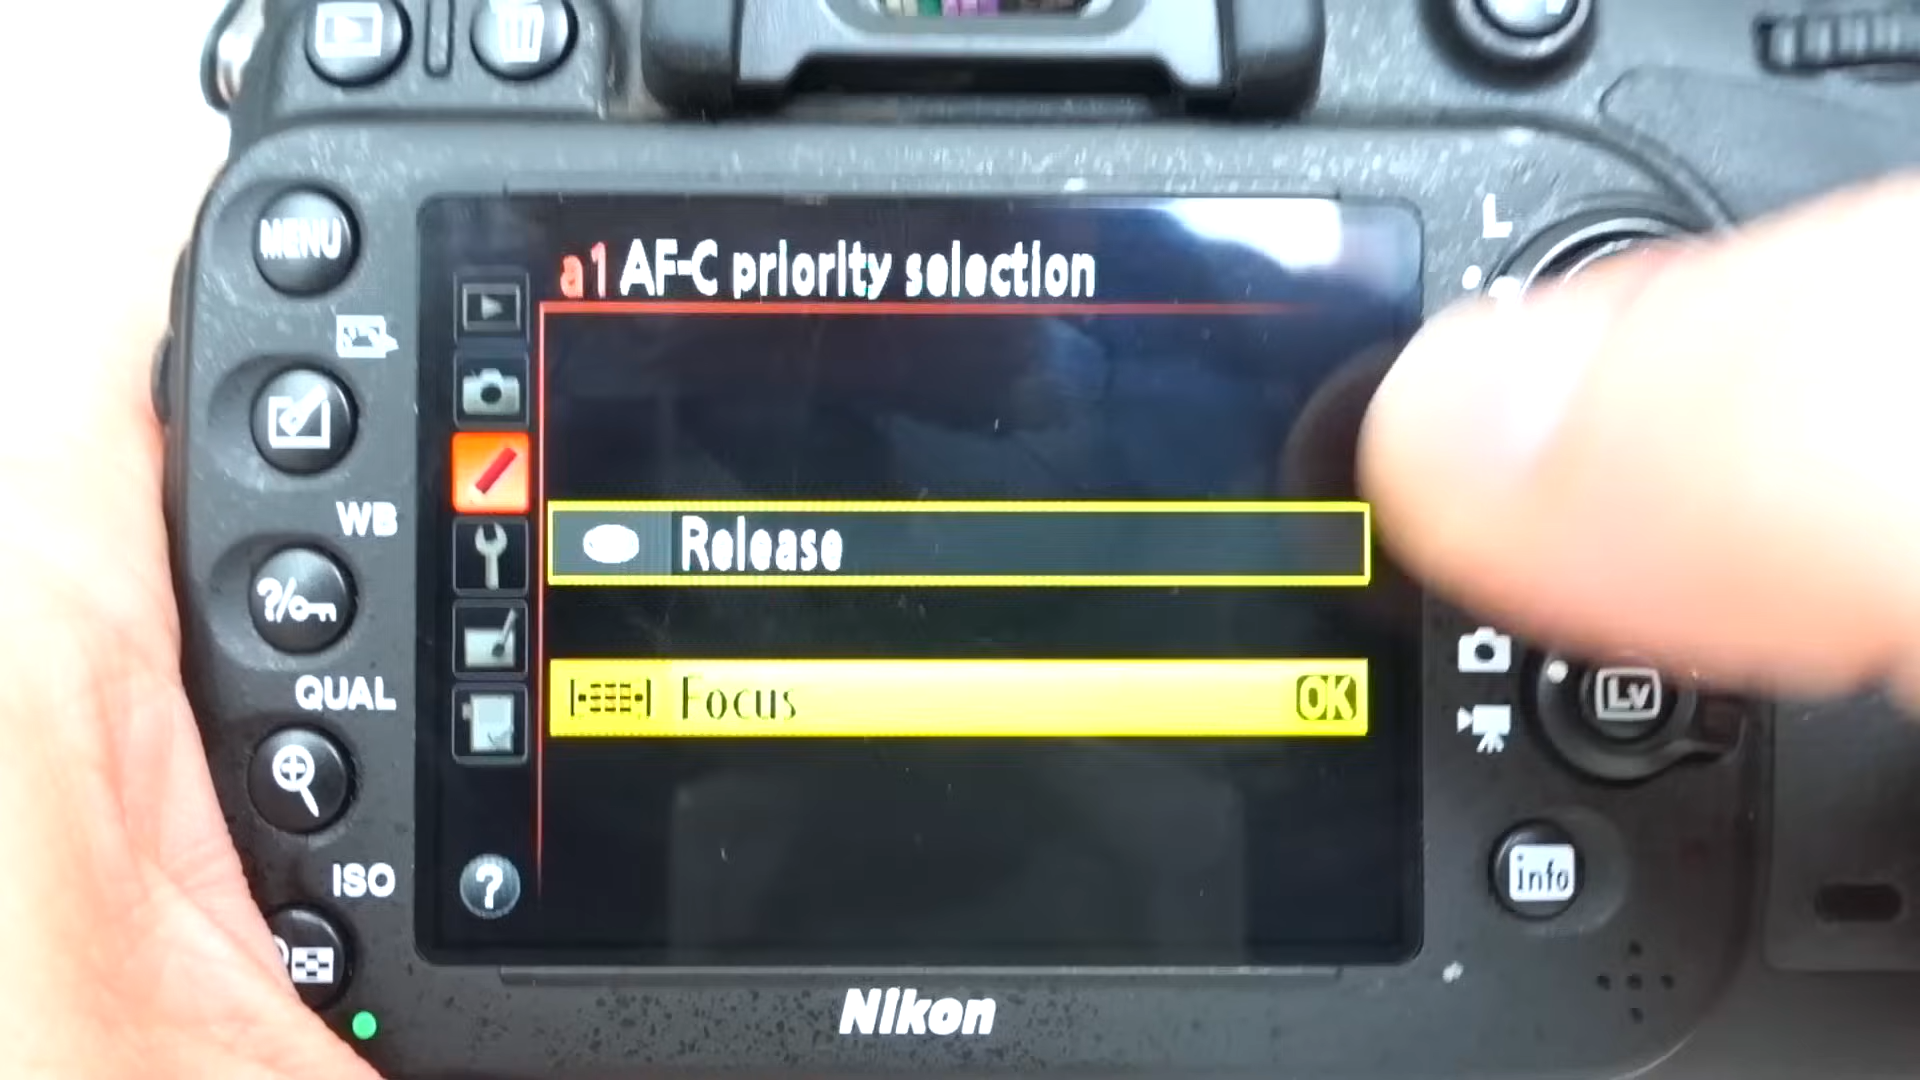 MENU
L
a1 AF-C priority selection
WB
Release
?/
QUAL
Focus OK
Lv
ISO
?
info
Nikon